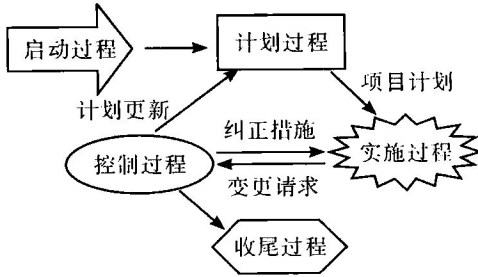 启动过程
计划过程
计划更新
项目计划
纠正措施
控制过程
实施过程
变更请求
收尾过程